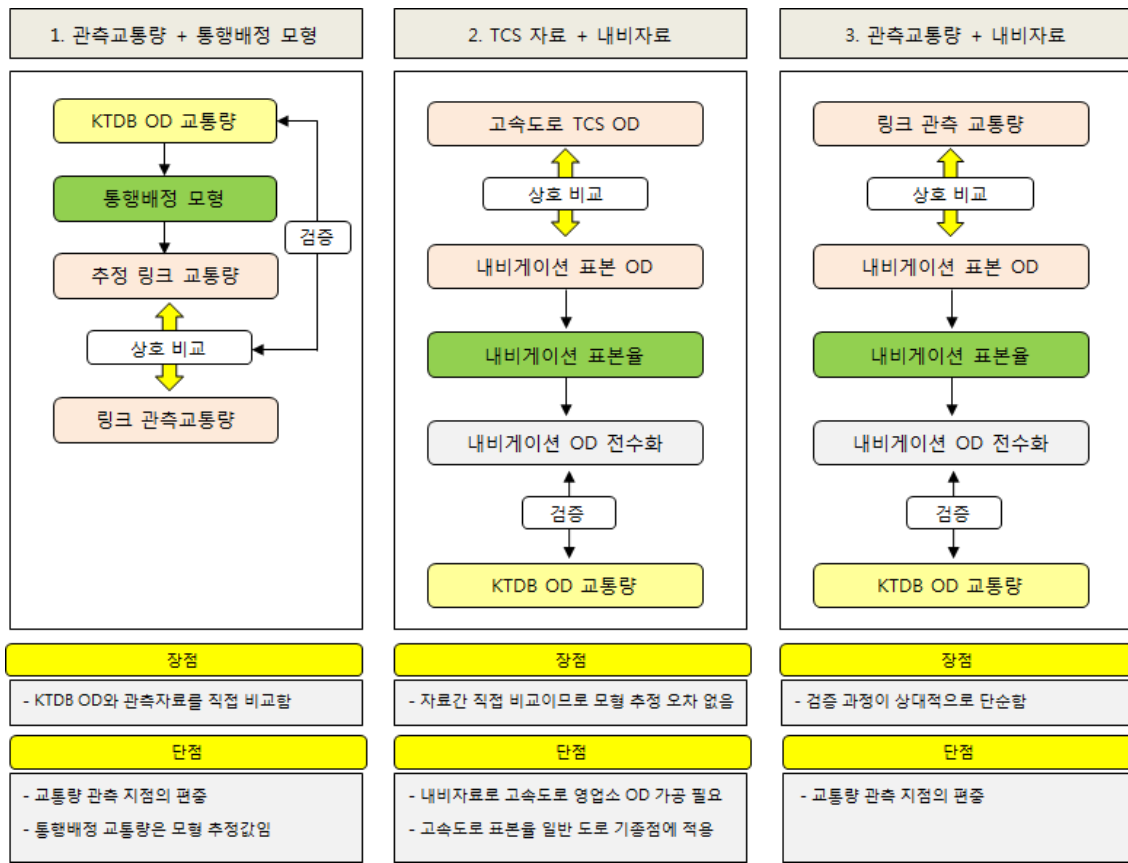 1. 관측교통량 + 통행배정 모형
KTDB OD 교통량
통행배정 모형
검증
추정 링크 교통량
상호 비교
링크 관측교통량
장점
- KTDB OD와 관측자료를 직접 비교함
단점
- 교통량 관측 지점의 편중
- 통행배정 교통량은 모형 추정값임
2. TCS 자료 + 내비자료
고속도로 TCS OD
상호 비교
내비게이션 표본 OD
내비게이션 표본율
내비게이션 OD 전수화
검증
KTDB OD 교통량
장점
- 자료간 직접 비교이므로 모형 추정 오차 없음
단점
- 내비자료로 고속도로 영업소 OD 가공 필요
- 고속도로 표본율 일반 도로 기종점에 적용
3. 관측교통량 + 내비자료
링크 관측 교통량
상호 비교
내비게이션 표본 OD
내비게이션 표본율
내비게이션 OD 전수화
검증
KTDB OD 교통량
장점
- 검증 과정이 상대적으로 단순함
단점
- 교통량 관측 지점의 편중